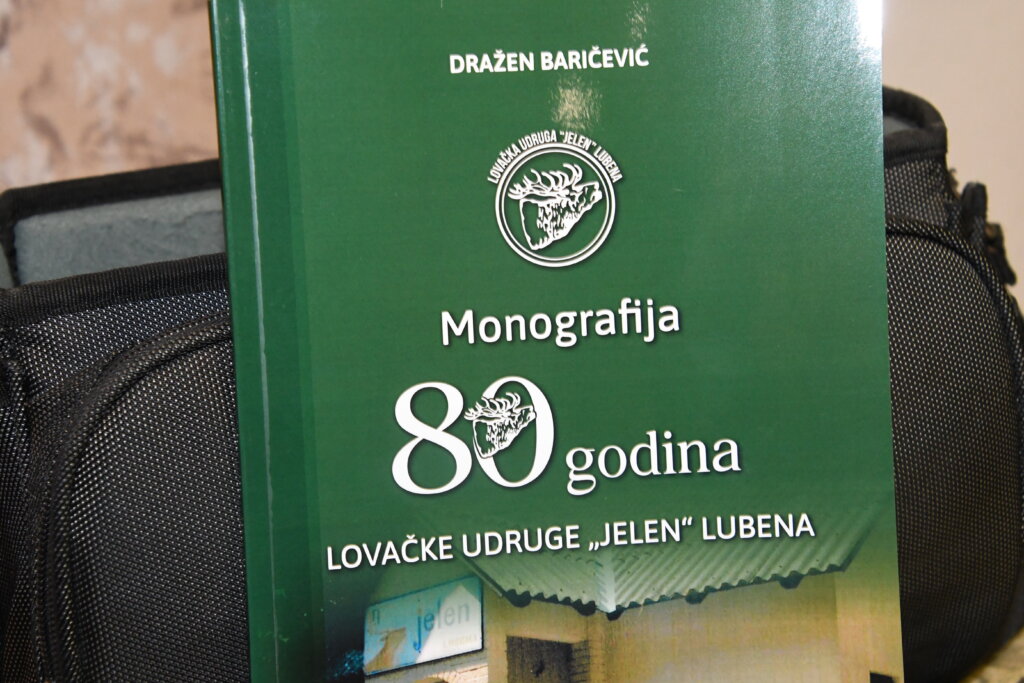 DRAŽEN BARIČEVIĆ
LOVAČKA UDRUGA "JELEN" LUBENA
Monografija
80 godina
LOVAČKE UDRUGE „JELEN“ LUBENA
jelen